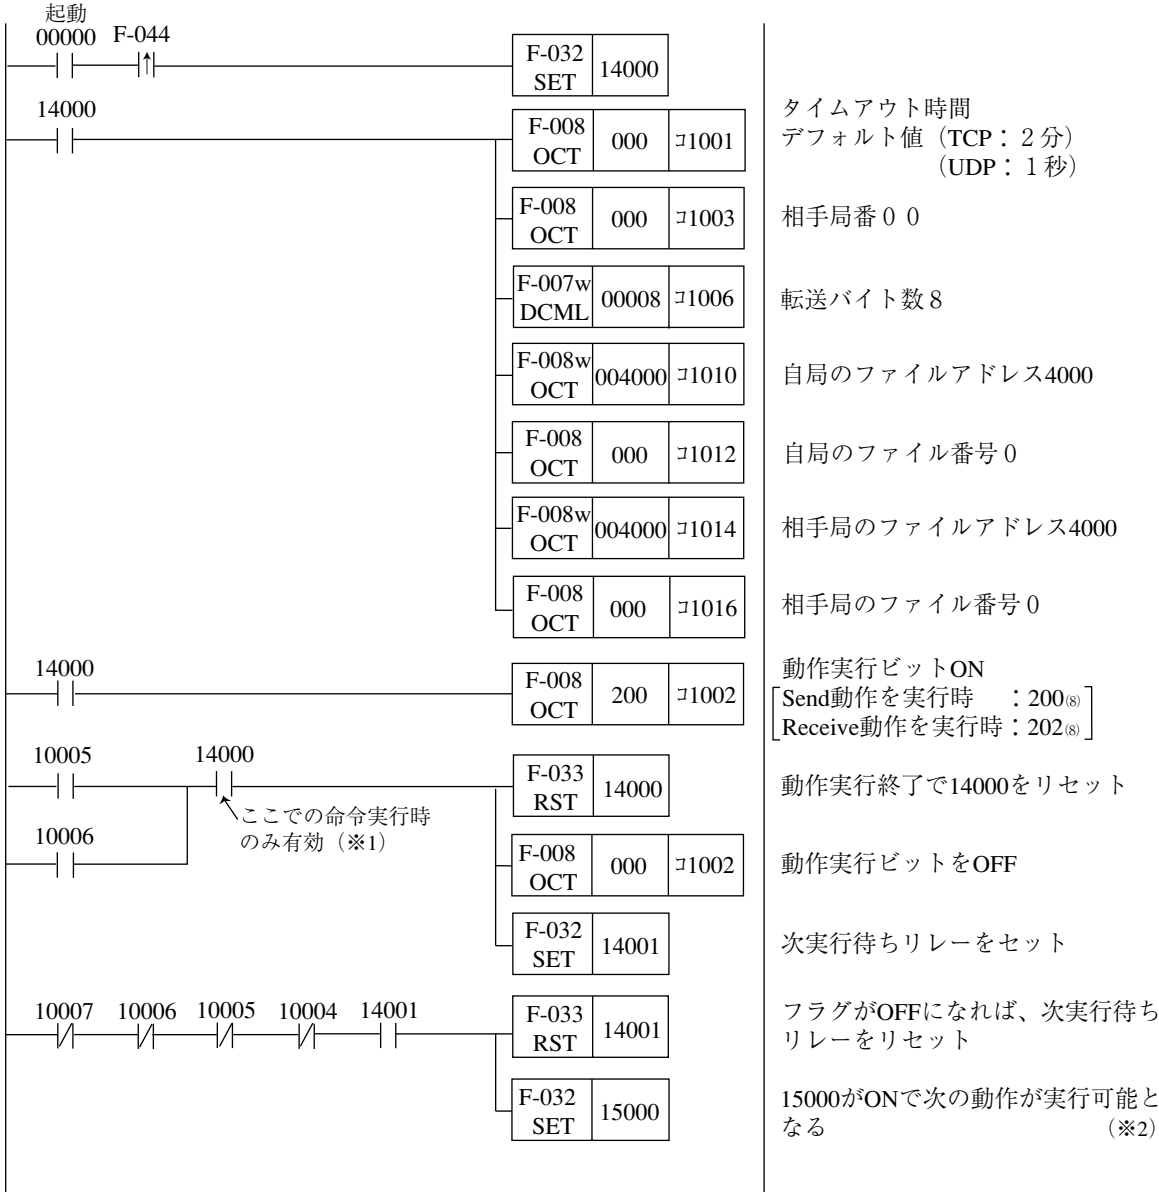 起動
00000 F-044
F-032
SET
14000
14000
F-008
OCT
000
ｺ1001
タイムアウト時間
デフォルト値（TCP：２分）
（UDP：１秒）
F-008
OCT
000
ｺ1003
相手局番００
F-007w
DCML
00008
ｺ1006
転送バイト数８
F-008w
OCT
004000
ｺ1010
自局のファイルアドレス4000
F-008
OCT
000
ｺ1012
自局のファイル番号０
F-008w
OCT
004000
ｺ1014
相手局のファイルアドレス4000
F-008
OCT
000
ｺ1016
相手局のファイル番号０
14000
F-008
OCT
200
ｺ1002
動作実行ビットON
Send動作を実行時　：200⑻
Receive動作を実行時：202⑻
10005
14000
F-033
RST
14000
動作実行終了で14000をリセット
ここでの命令実行時
のみ有効（※1）
10006
F-008
OCT
000
ｺ1002
動作実行ビットをOFF
F-032
SET
14001
次実行待ちリレーをセット
10007 10006 10005 10004 14001
F-033
RST
14001
フラグがOFFになれば、次実行待ち
リレーをリセット
F-032
SET
15000
15000がONで次の動作が実行可能と
なる （※2）